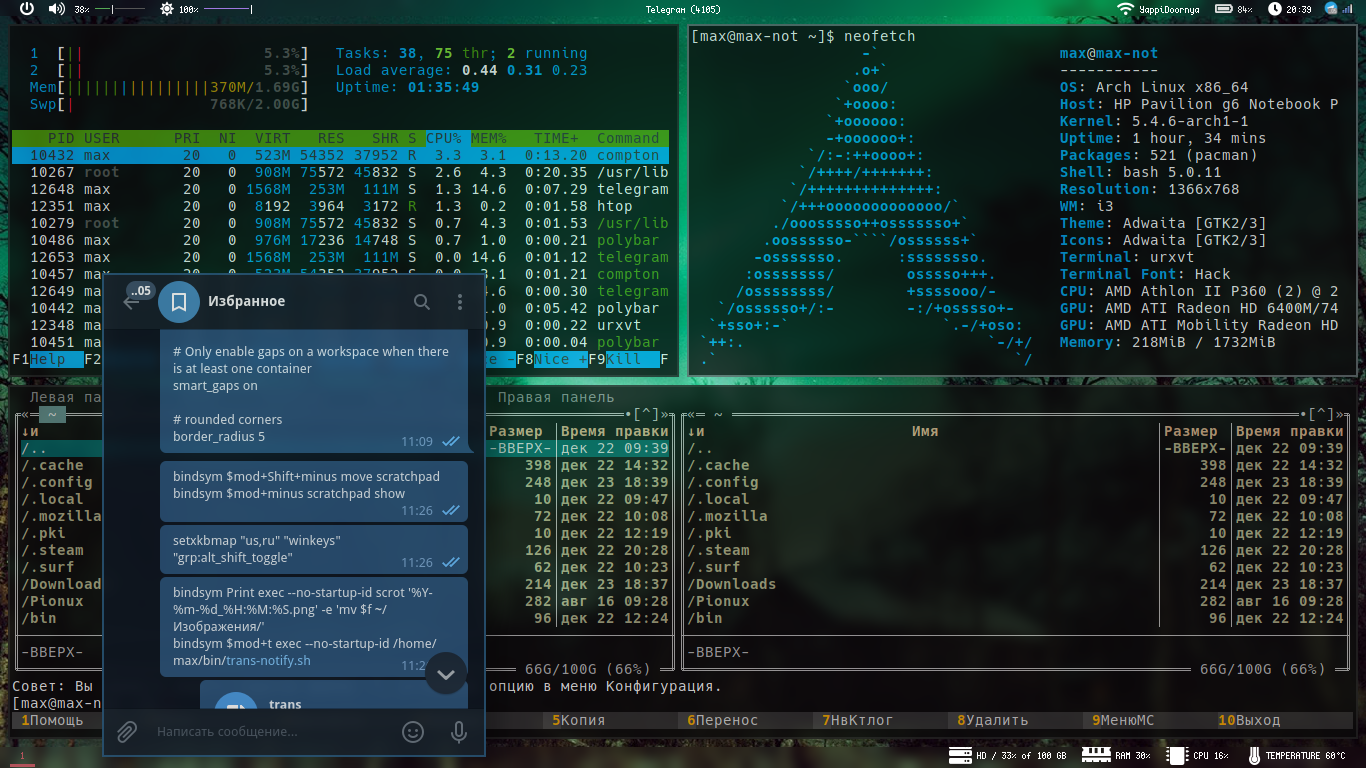 38% 100% Telegram (4105) YappiDoornya 84% 20:39
1 [|| 5.3%] Tasks: 38, 75 thr; 2 running
2 [|| 5.3%] Load average: 0.44 0.31 0.23
Mem[||||||||||||||||370M/1.69G] Uptime: 01:35:49
Swp[| 768K/2.00G]
PID USER PRI NI VIRT RES SHR S CPU% MEM% TIME+ Command
10432 max 20 0 523M 54352 37952 R 3.3 3.1 0:13.20 compton
10267 root 20 0 908M 75572 45832 S 2.6 4.3 0:20.35 /usr/lib
12648 max 20 0 1568M 253M 111M S 1.3 14.6 0:07.29 telegram
12351 max 20 0 8192 3964 3172 R 1.3 0.2 0:01.58 htop
10279 root 20 0 908M 75572 45832 S 0.7 4.3 0:01.53 /usr/lib
10486 max 20 0 976M 17236 14748 S 0.7 1.0 0:00.21 polybar
12653 max 20 0 1568M 253M 111M S 0.0 14.6 0:01.12 telegram
10457 max 0:01.21 compton
12649 max 0:00.30 telegram
10442 max 0:05.42 polybar
12348 max 0:00.22 urxvt
10451 max 0:00.04 polybar
F1Help F2 F8Nice +F9Kill F
[max@max-not ~]$ neofetch
max@max-not
-----------
OS: Arch Linux x86_64
Host: HP Pavilion g6 Notebook P
Kernel: 5.4.6-arch1-1
Uptime: 1 hour, 34 mins
Packages: 521 (pacman)
Shell: bash 5.0.11
Resolution: 1366x768
WM: i3
Theme: Adwaita [GTK2/3]
Icons: Adwaita [GTK2/3]
Terminal: urxvt
Terminal Font: Hack
CPU: AMD Athlon II P360 (2) @ 2
GPU: AMD ATI Radeon HD 6400M/74
GPU: AMD ATI Mobility Radeon HD
Memory: 218MiB / 1732MiB
..05
Избранное
# Only enable gaps on a workspace when there
is at least one container
smart_gaps on
# rounded corners
border_radius 5
11:09
bindsym $mod+Shift+minus move scratchpad
bindsym $mod+minus scratchpad show
11:26
setxkbmap "us,ru" "winkeys"
"grp:alt_shift_toggle"
11:26
bindsym Print exec --no-startup-id scrot '%Y-
%m-%d_%H:%M:%S.png' -e 'mv $f ~/
Изображения/'
bindsym $mod+t exec --no-startup-id /home/
max/bin/trans-notify.sh
trans
Написать сообщение...
Левая па Правая панель
~ •[^]» «= ~ •[^]»
↓и Размер Время правки ↓и Имя Размер Время правки
/.. -ВВЕРХ- дек 22 09:39 /.. -ВВЕРХ- дек 22 09:39
/.cache 398 дек 22 14:32 /.cache 398 дек 22 14:32
/.config 248 дек 23 18:39 /.config 248 дек 23 18:39
/.local 10 дек 22 09:47 /.local 10 дек 22 09:47
/.mozilla 72 дек 22 10:08 /.mozilla 72 дек 22 10:08
/.pki 10 дек 22 12:19 /.pki 10 дек 22 12:19
/.steam 126 дек 22 20:28 /.steam 126 дек 22 20:28
/.surf 62 дек 22 10:23 /.surf 62 дек 22 10:23
/Downloads 214 дек 23 18:37 /Downloads 214 дек 23 18:37
/Pionux 282 авг 16 09:28 /Pionux 282 авг 16 09:28
/bin 96 дек 22 12:24 /bin 96 дек 22 12:24
-ВВЕРХ- -ВВЕРХ-
66G/100G (66%) 66G/100G (66%)
Совет: Вы опцию в меню Конфигурация.
[max@max-n
1Помощь 5Копия 6Перенос 7НвКтлог 8Удалить 9МенюMC 10Выход
1 HD / 33% of 100 GB RAM 30% CPU 16% TEMPERATURE 60°C